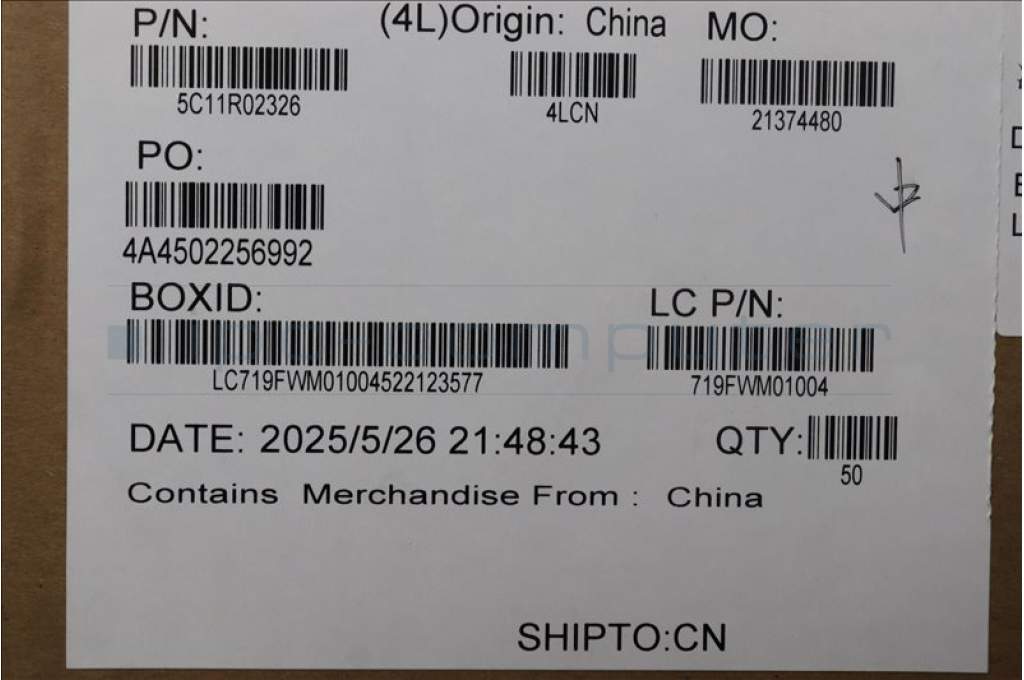 P/N: (4L)Origin: China MO:
5C11R02326 4LCN 21374480
PO:
4A4502256992
BOXID: LC P/N:
LC719FWM01004522123577 719FWM01004
DATE: 2025/5/26 21:48:43 QTY:
50
Contains Merchandise From : China
SHIPTO:CN